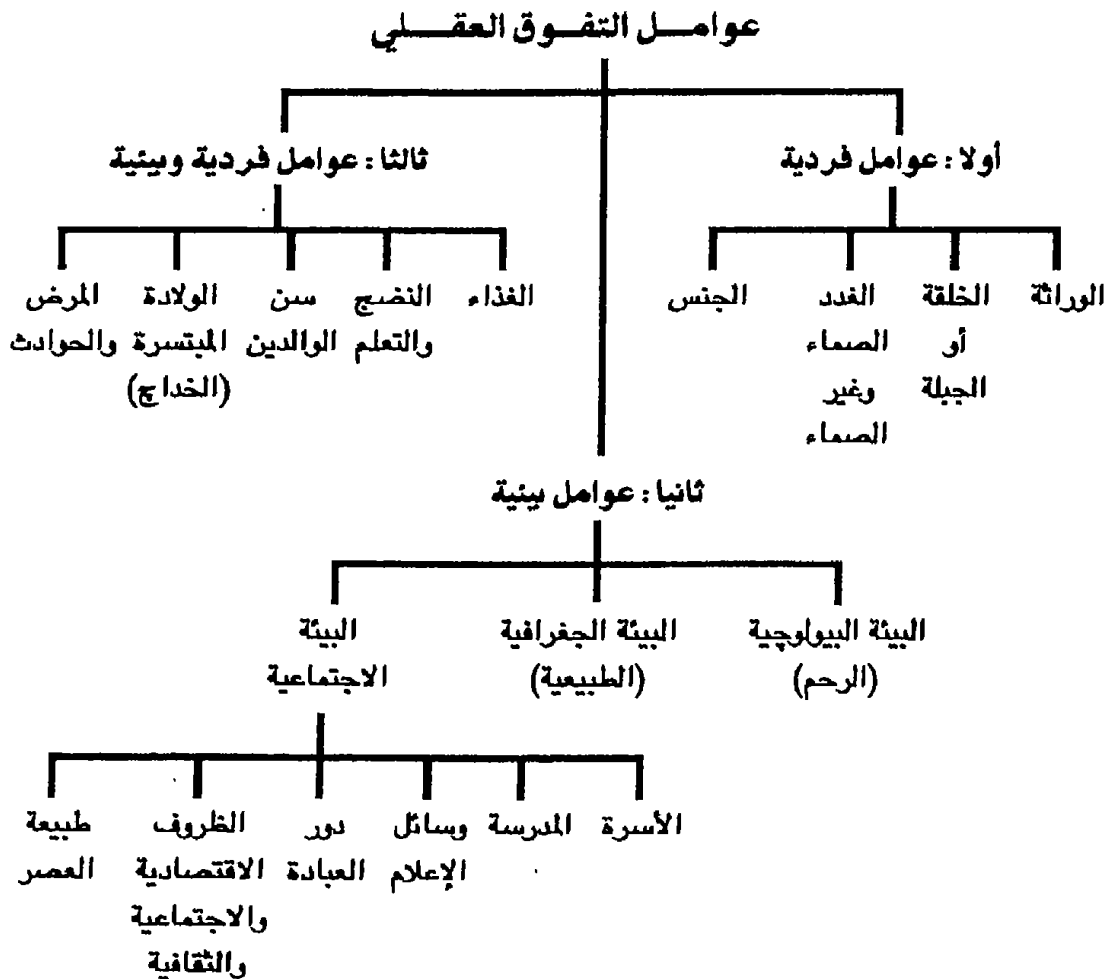 عوامل التفوق العقلي
أولا : عوامل فردية
الوراثة
الخلقة
أو
الجبلة
الغدد
الصماء
وغير
الصماء
الجنس
ثالثا : عوامل فردية وبيئية
الغذاء
النضج
والتعلم
سن
الوالدين
الولادة
المبتسرة
(الخداج)
المرض
والحوادث
ثانيا : عوامل بيئية
البيئة البيولوچية
(الرحم)
البيئة الجغرافية
(الطبيعية)
البيئة
الاجتماعية
الأسرة
المدرسة
وسائل
الإعلام
دور
العبادة
الظروف
الاقتصادية
والاجتماعية
والثقافية
طبيعة
العصر